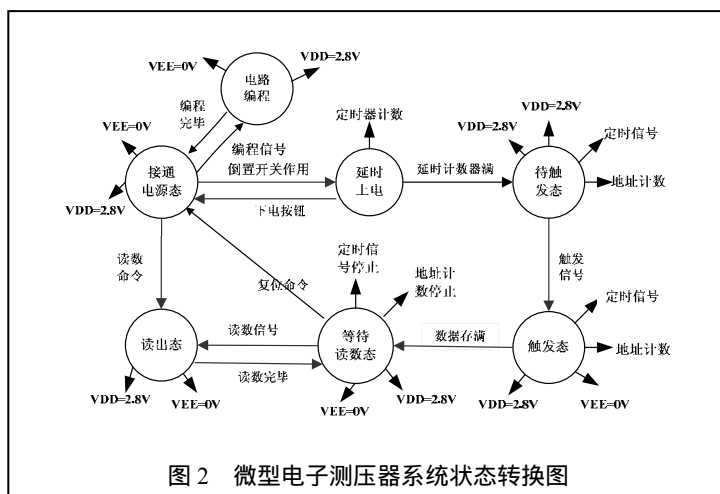 VEE=0V
VDD=2.8V
电路
编程
编程
完毕
VEE=0V
编程信号
定时器计数
VDD=2.8V
VDD=2.8V
定时信号
接通
电源态
倒置开关作用
延时
上电
延时计数器满
待触
发态
地址计数
VDD=2.8V
下电按钮
读数
命令
复位命令
定时信
号停止
地址计
数停止
触发
信号
定时信号
读出态
读数信号
读数完毕
等待
读数态
数据存满
触发态
地址计数
VDD=2.8V
VEE=0V
VEE=0V
VDD=2.8V
VDD=2.8V
VEE=0V
图 2 微型电子测压器系统状态转换图